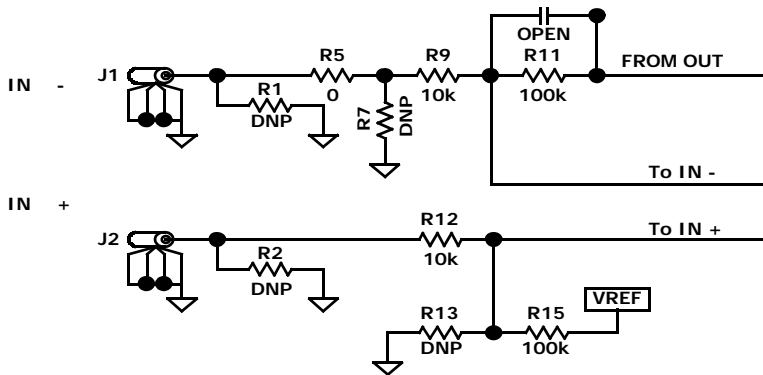 OPEN
J1
R5
R9
R11
FROM OUT
IN -
R1
0
10k
100k
DNP
R7
DNP
To IN -
IN +
J2
R12
To IN +
R2
10k
DNP
VREF
R13
R15
DNP
100k